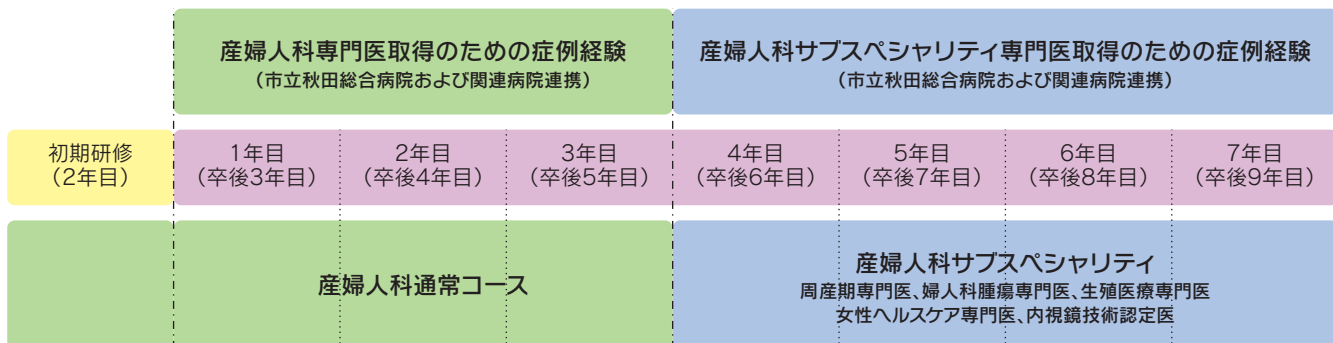 産婦人科専門医取得のための症例経験
（市立秋田総合病院および関連病院連携）
産婦人科サブスペシャリティ専門医取得のための症例経験
（市立秋田総合病院および関連病院連携）
初期研修
（2年目）
1年目
（卒後3年目）
2年目
（卒後4年目）
3年目
（卒後5年目）
4年目
（卒後6年目）
5年目
（卒後7年目）
6年目
（卒後8年目）
7年目
（卒後9年目）
産婦人科通常コース
産婦人科サブスペシャリティ
周産期専門医、婦人科腫瘍専門医、生殖医療専門医
女性ヘルスケア専門医、内視鏡技術認定医